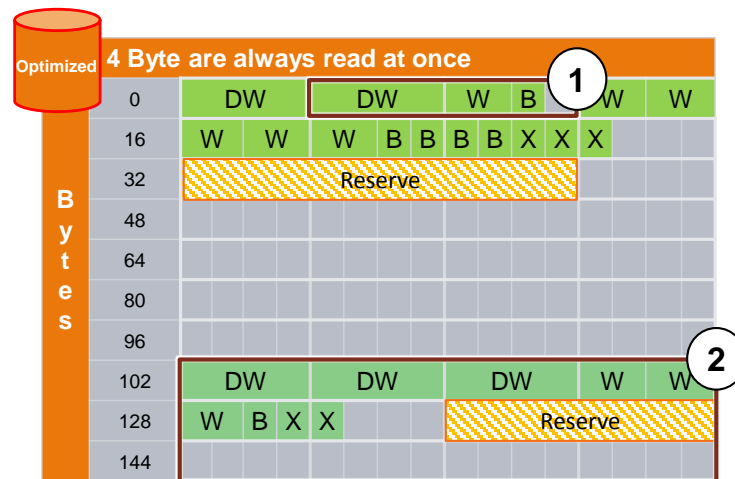 Optimized
4 Byte are always read at once
1
0 DW DW W B W W
16 W W W B B B B X X X
32 Reserve
Bytes
48
64
80
96
2
102 DW DW DW W W
128 W B X X Reserve
144